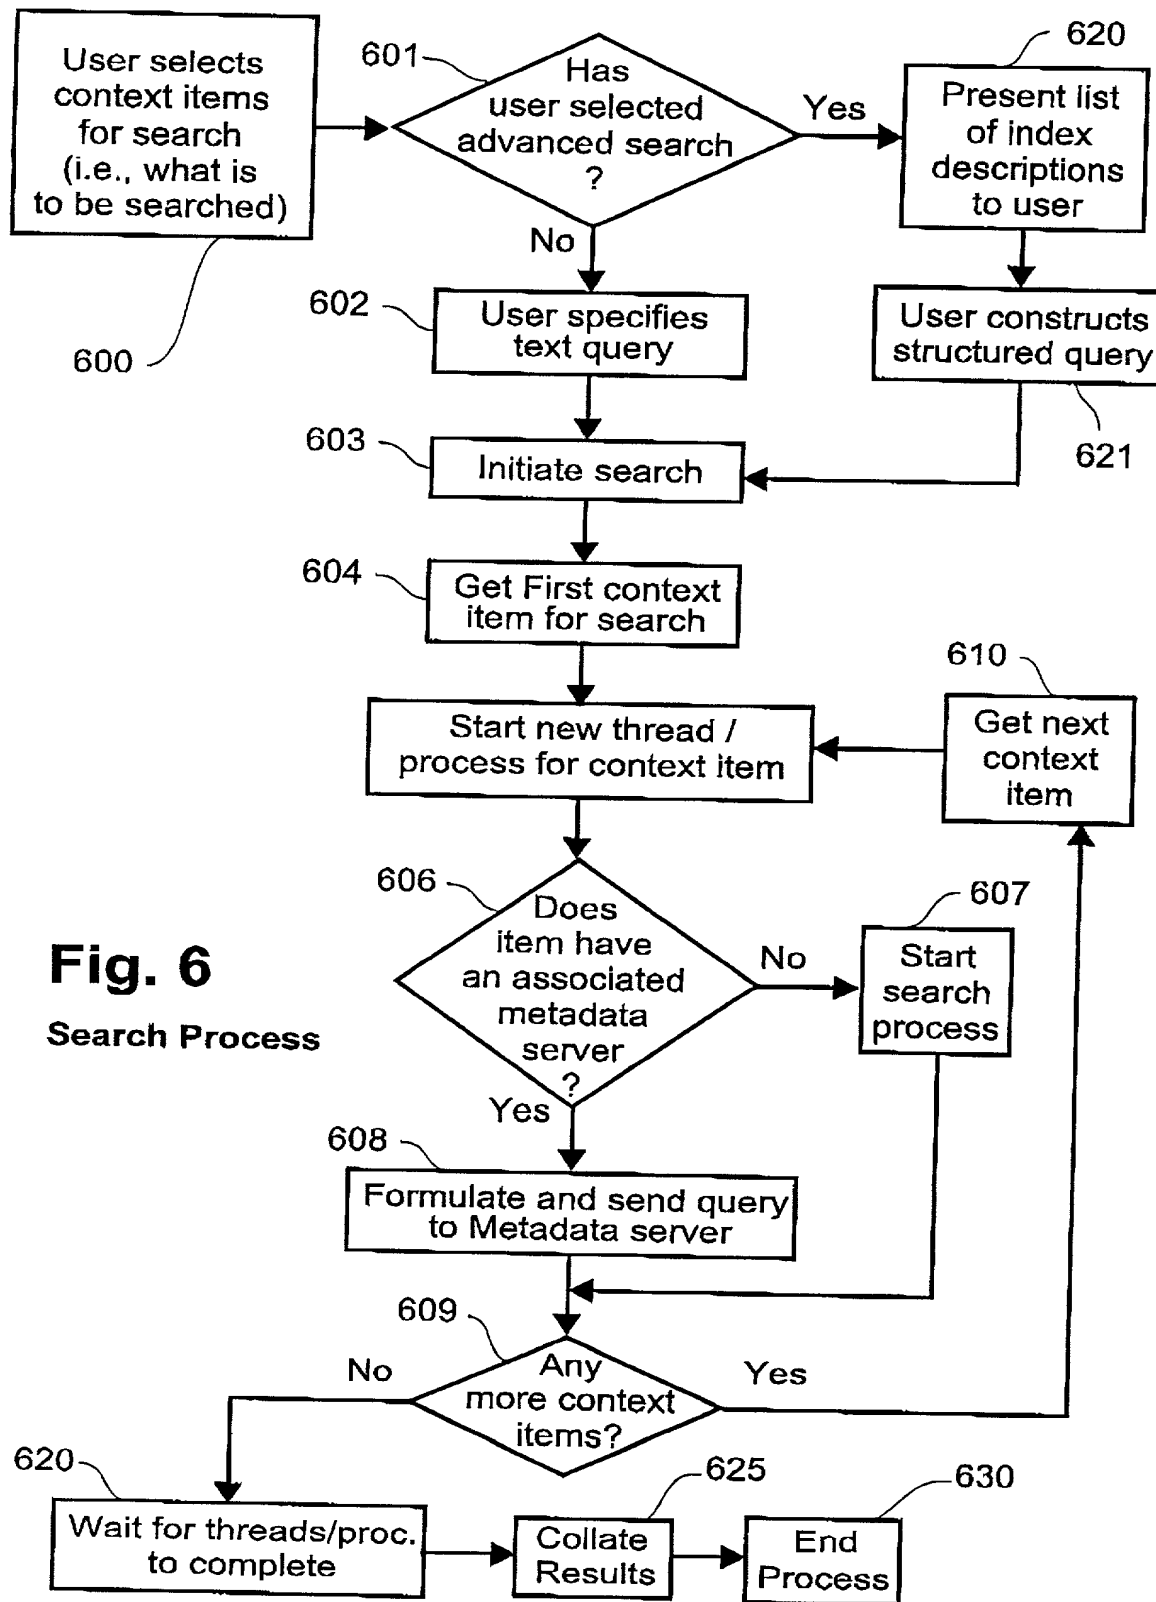 600
User selects
context items
for search
(i.e., what is
to be searched)
601
Has
user selected
advanced search
?
Yes
No
620
Present list
of index
descriptions
to user
User constructs
structured query
621
602
User specifies
text query
603
Initiate search
604
Get First context
item for search
Start new thread /
process for context item
610
Get next
context
item
606
Does
item have
an associated
metadata
server
?
No
Yes
607
Start
search
process
Fig. 6
Search Process
608
Formulate and send query
to Metadata server
609
Any
more context
items?
No
Yes
620
Wait for threads/proc.
to complete
625
Collate
Results
630
End
Process